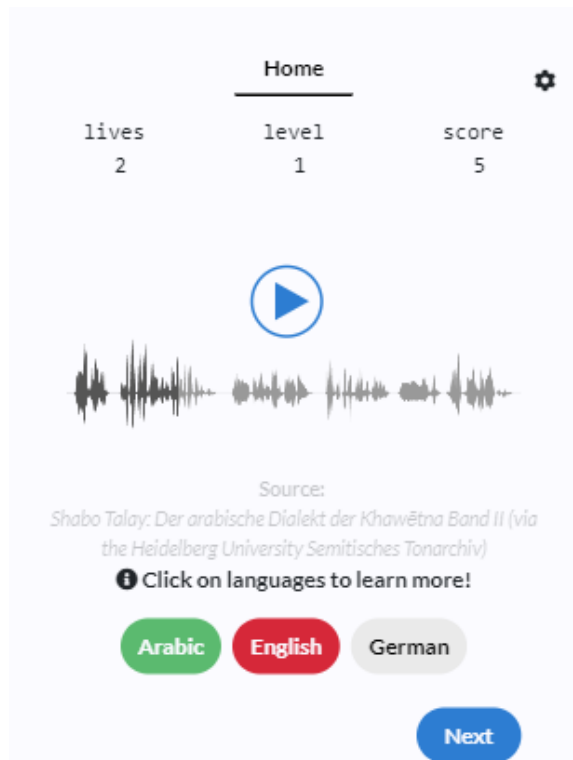 Home
lives level score
2 1 5
Source:
Shabo Talay: Der arabische Dialekt der Khawētna Band II (via
the Heidelberg University Semitisches Tonarchiv)
Click on languages to learn more!
Arabic English German
Next